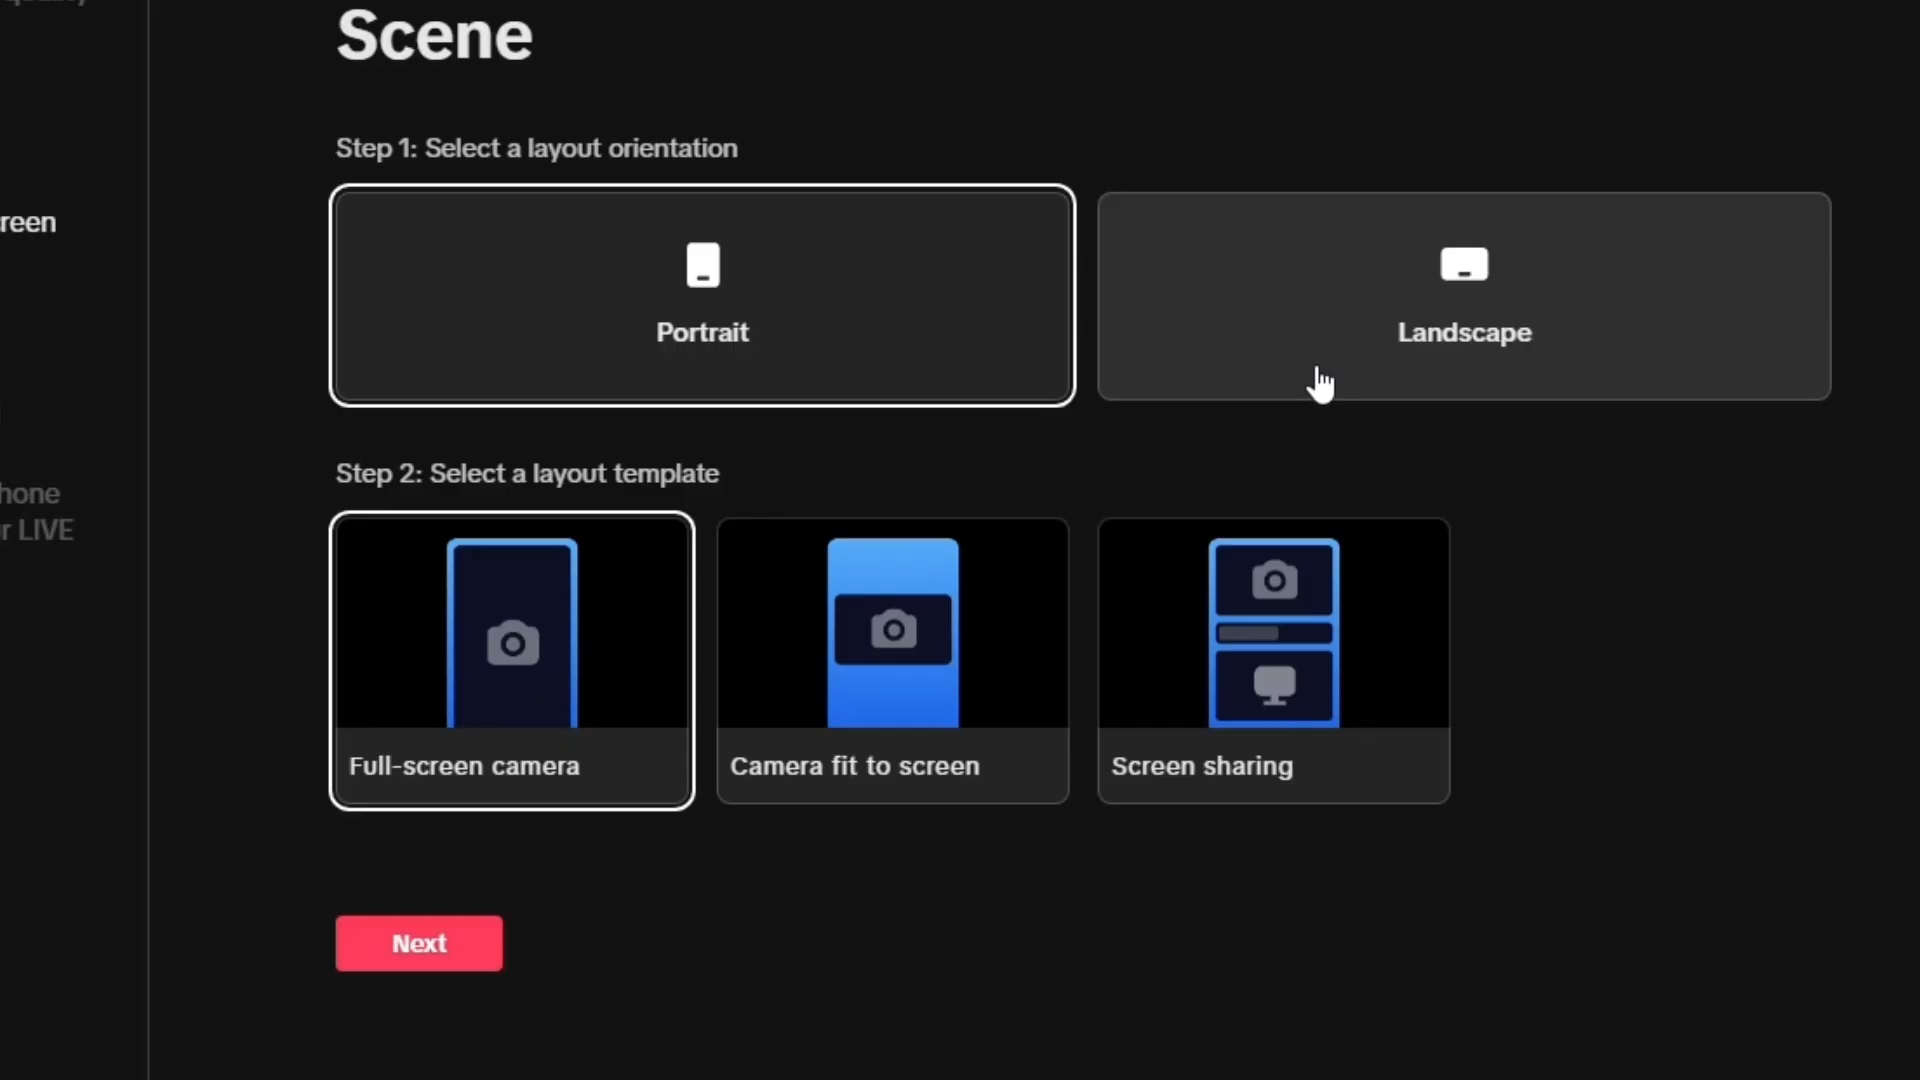 Scene
Step 1: Select a layout orientation
reen
Portrait
Landscape
Step 2: Select a layout template
hone
r LIVE
Full-screen camera
Camera fit to screen
Screen sharing
Next